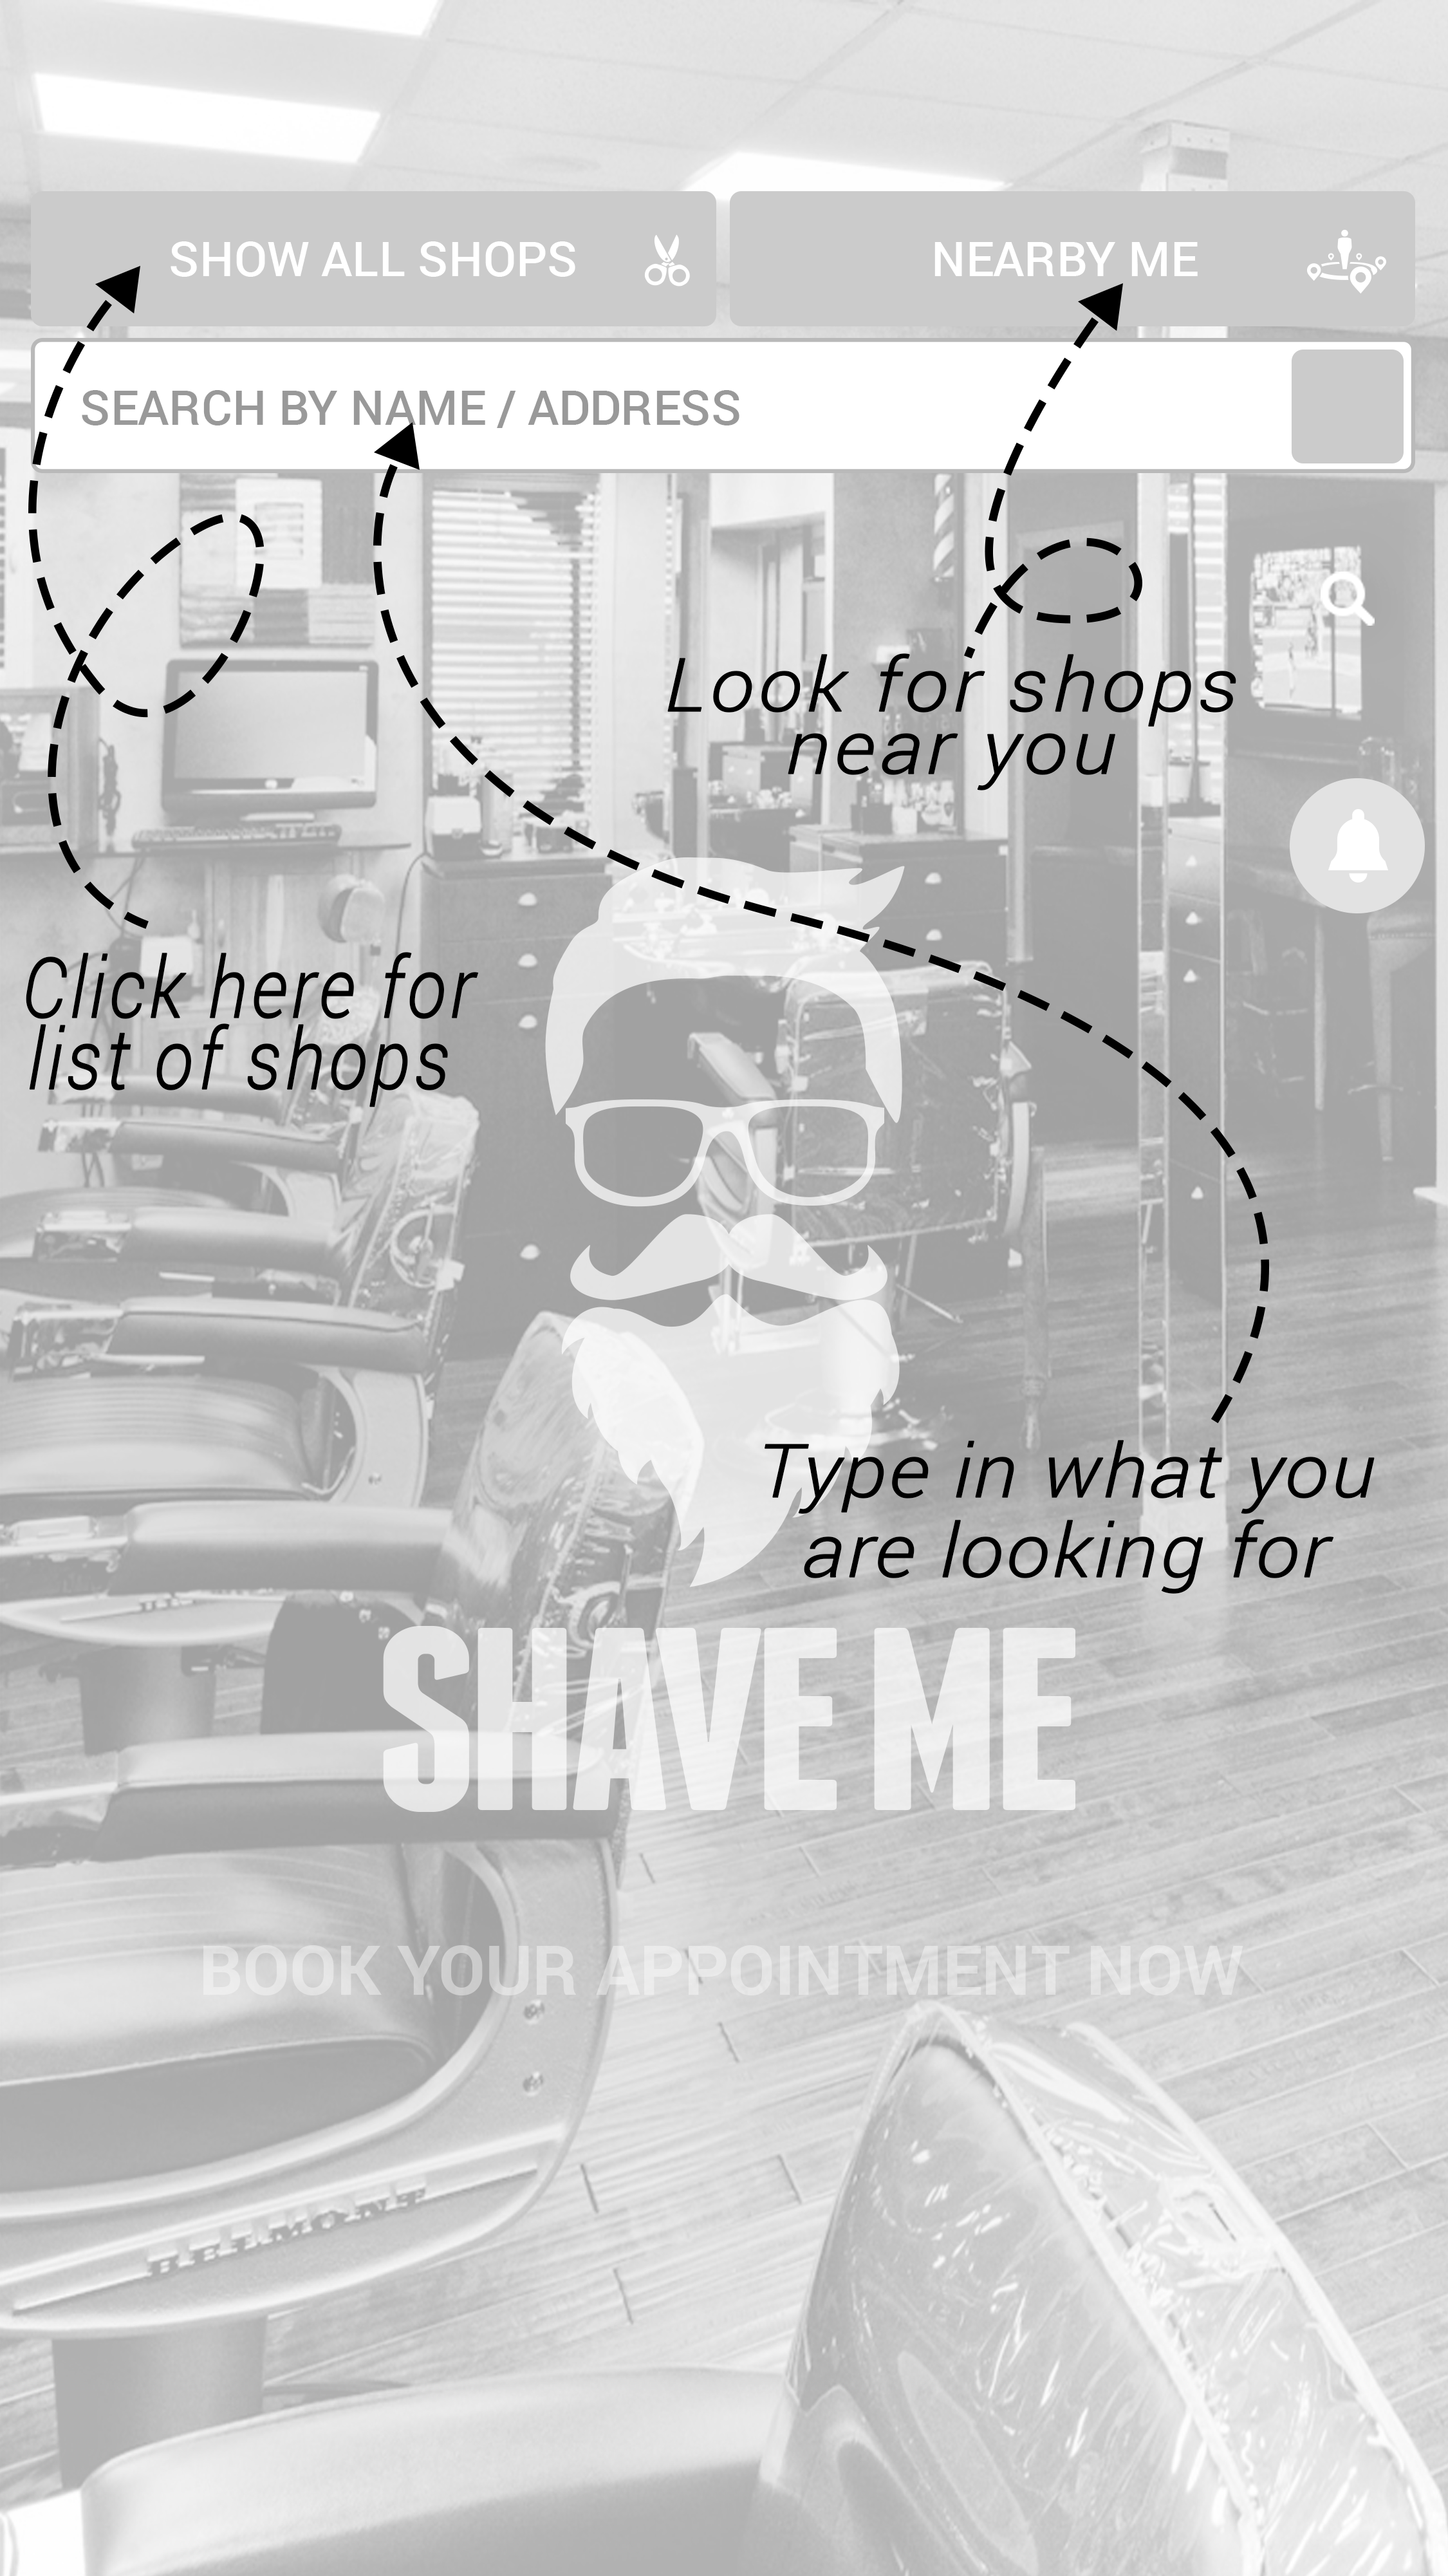 SHOW ALL SHOPS
NEARBY ME
SEARCH BY NAME / ADDRESS
Look for shops
near you
Click here for
list of shops
Type in what you
are looking for
SHAVE ME
BOOK YOUR APPOINTMENT NOW
BELMONT